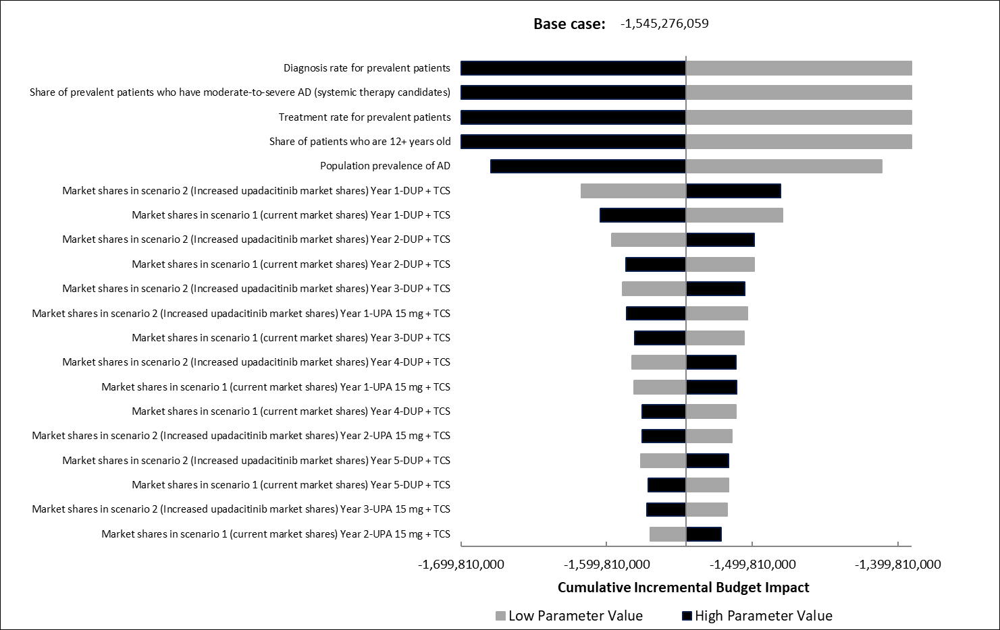 Base case: -1,545,276,059
Diagnosis rate for prevalent patients
Share of prevalent patients who have moderate-to-severe AD (systemic therapy candidates)
Treatment rate for prevalent patients
Share of patients who are 12+ years old
Population prevalence of AD
Market shares in scenario 2 (Increased upadacitinib market shares) Year 1-DUP + TCS
Market shares in scenario 1 (current market shares) Year 1-DUP + TCS
Market shares in scenario 2 (Increased upadacitinib market shares) Year 2-DUP + TCS
Market shares in scenario 1 (current market shares) Year 2-DUP + TCS
Market shares in scenario 2 (Increased upadacitinib market shares) Year 3-DUP + TCS
Market shares in scenario 2 (Increased upadacitinib market shares) Year 1-UPA 15 mg + TCS
Market shares in scenario 1 (current market shares) Year 3-DUP + TCS
Market shares in scenario 2 (Increased upadacitinib market shares) Year 4-DUP + TCS
Market shares in scenario 1 (current market shares) Year 1-UPA 15 mg + TCS
Market shares in scenario 1 (current market shares) Year 4-DUP + TCS
Market shares in scenario 2 (Increased upadacitinib market shares) Year 2-UPA 15 mg + TCS
Market shares in scenario 2 (Increased upadacitinib market shares) Year 5-DUP + TCS
Market shares in scenario 1 (current market shares) Year 5-DUP + TCS
Market shares in scenario 2 (Increased upadacitinib market shares) Year 3-UPA 15 mg + TCS
Market shares in scenario 1 (current market shares) Year 2-UPA 15 mg + TCS
-1,699,810,000 -1,599,810,000 -1,499,810,000 -1,399,810,000
Cumulative Incremental Budget Impact
Low Parameter Value High Parameter Value